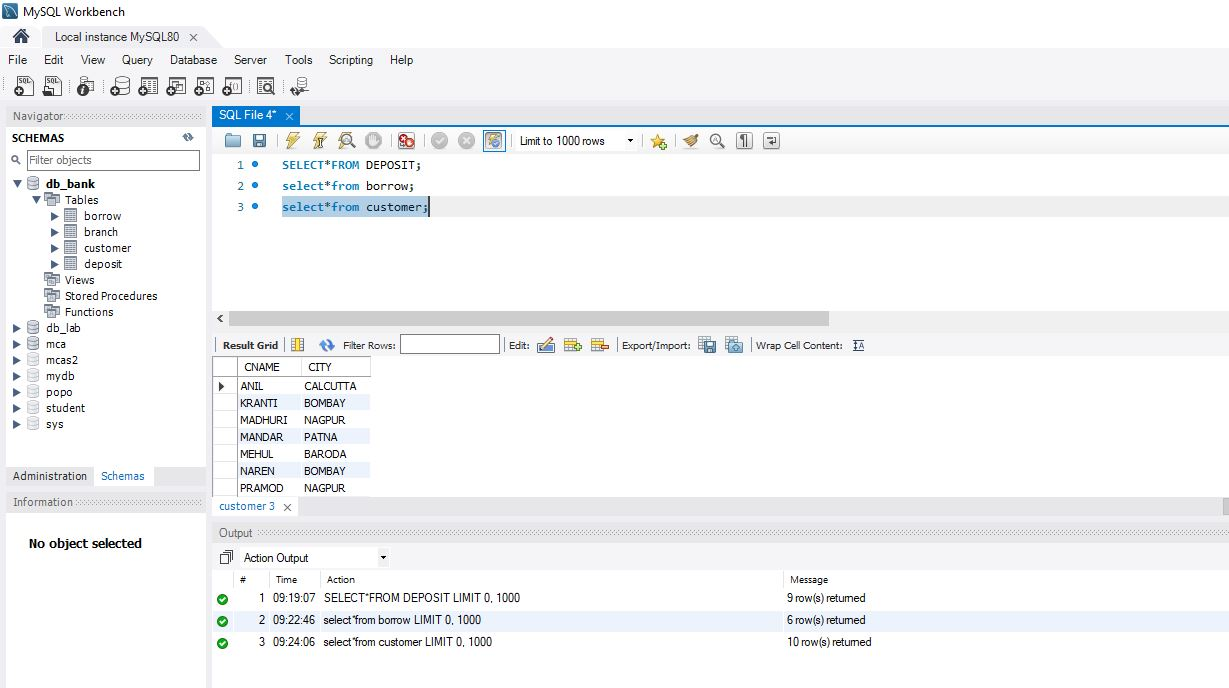 MySQL Workbench
Local instance MySQL80
File Edit View Query Database Server Tools Scripting Help
Navigator
SCHEMAS
Filter objects
db_bank
Tables
borrow
branch
customer
deposit
Views
Stored Procedures
Functions
db_lab
mca
mcas2
mydb
popo
student
sys
Administration Schemas
Information
No object selected
SQL File 4*
Limit to 1000 rows
1 SELECT*FROM DEPOSIT;
2 select*from borrow;
3 select*from customer;
Result Grid Filter Rows: Edit: Export/Import: Wrap Cell Content:
CNAME CITY
ANIL CALCUTTA
KRANTI BOMBAY
MADHURI NAGPUR
MANDAR PATNA
MEHUL BARODA
NAREN BOMBAY
PRAMOD NAGPUR
customer 3
Output
Action Output
# Time Action Message
1 09:19:07 SELECT*FROM DEPOSIT LIMIT 0, 1000 9 row(s) returned
2 09:22:46 select*from borrow LIMIT 0, 1000 6 row(s) returned
3 09:24:06 select*from customer LIMIT 0, 1000 10 row(s) returned